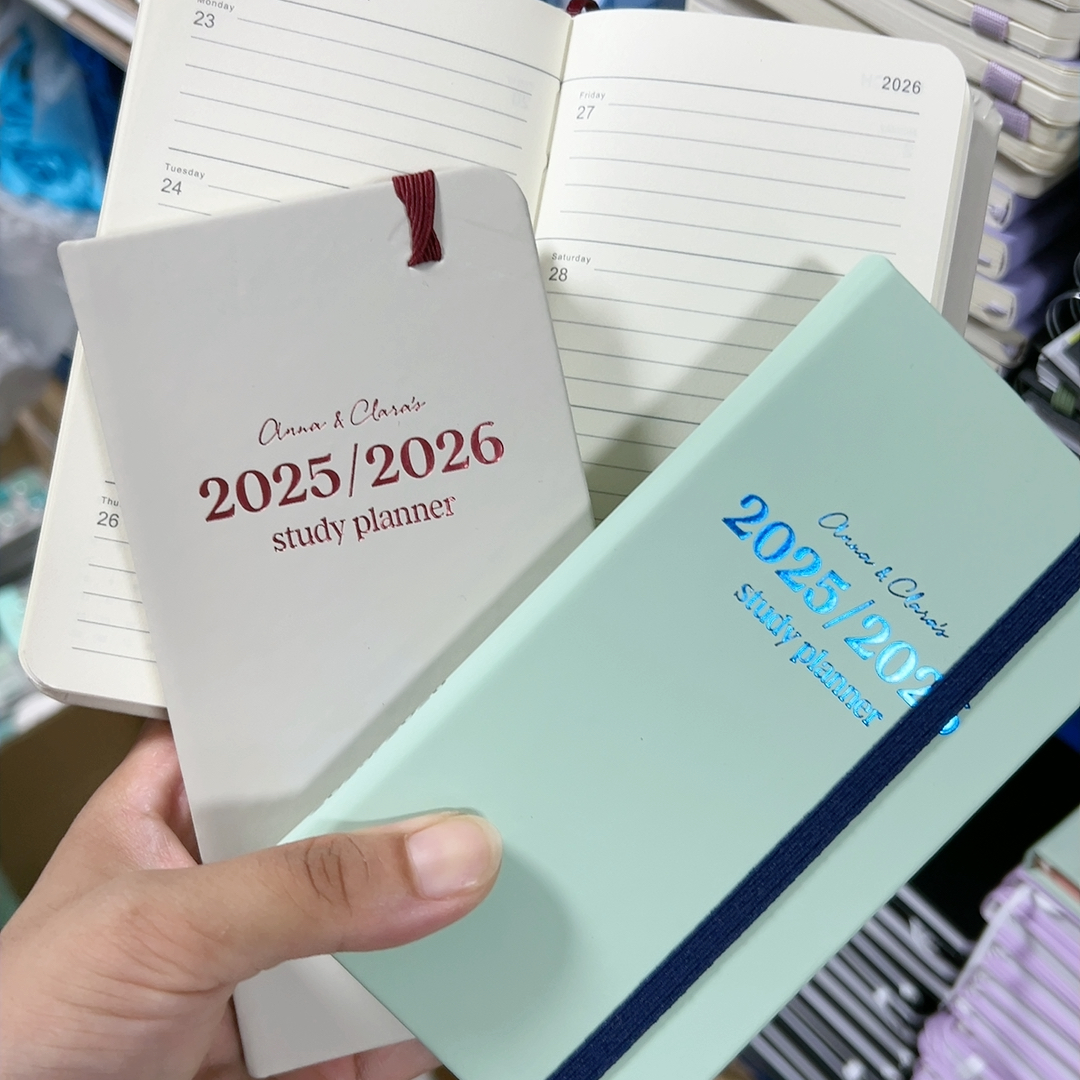 Monday
23
Tuesday
24
26
2026
Friday
27
Saturday
28
Anna & Clara's
2025/2026
study planner
Anna & Clara's
2025/202
study planner